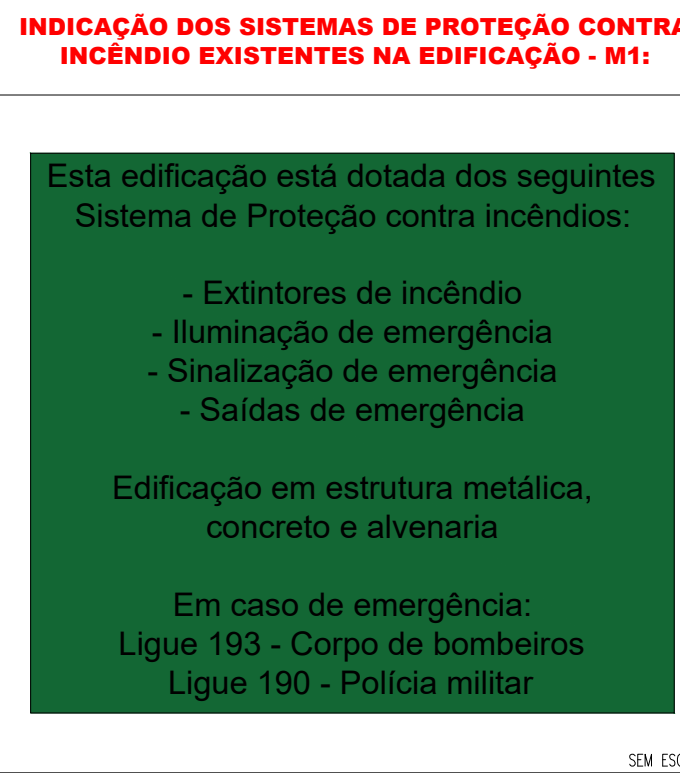 INDICAÇÃO DOS SISTEMAS DE PROTEÇÃO CONTRA
INCÊNDIO EXISTENTES NA EDIFICAÇÃO - M1:
Esta edificação está dotada dos seguintes
Sistema de Proteção contra incêndios:
- Extintores de incêndio
- Iluminação de emergência
- Sinalização de emergência
- Saídas de emergência
Edificação em estrutura metálica,
concreto e alvenaria
Em caso de emergência:
Ligue 193 - Corpo de bombeiros
Ligue 190 - Polícia militar
SEM ESC